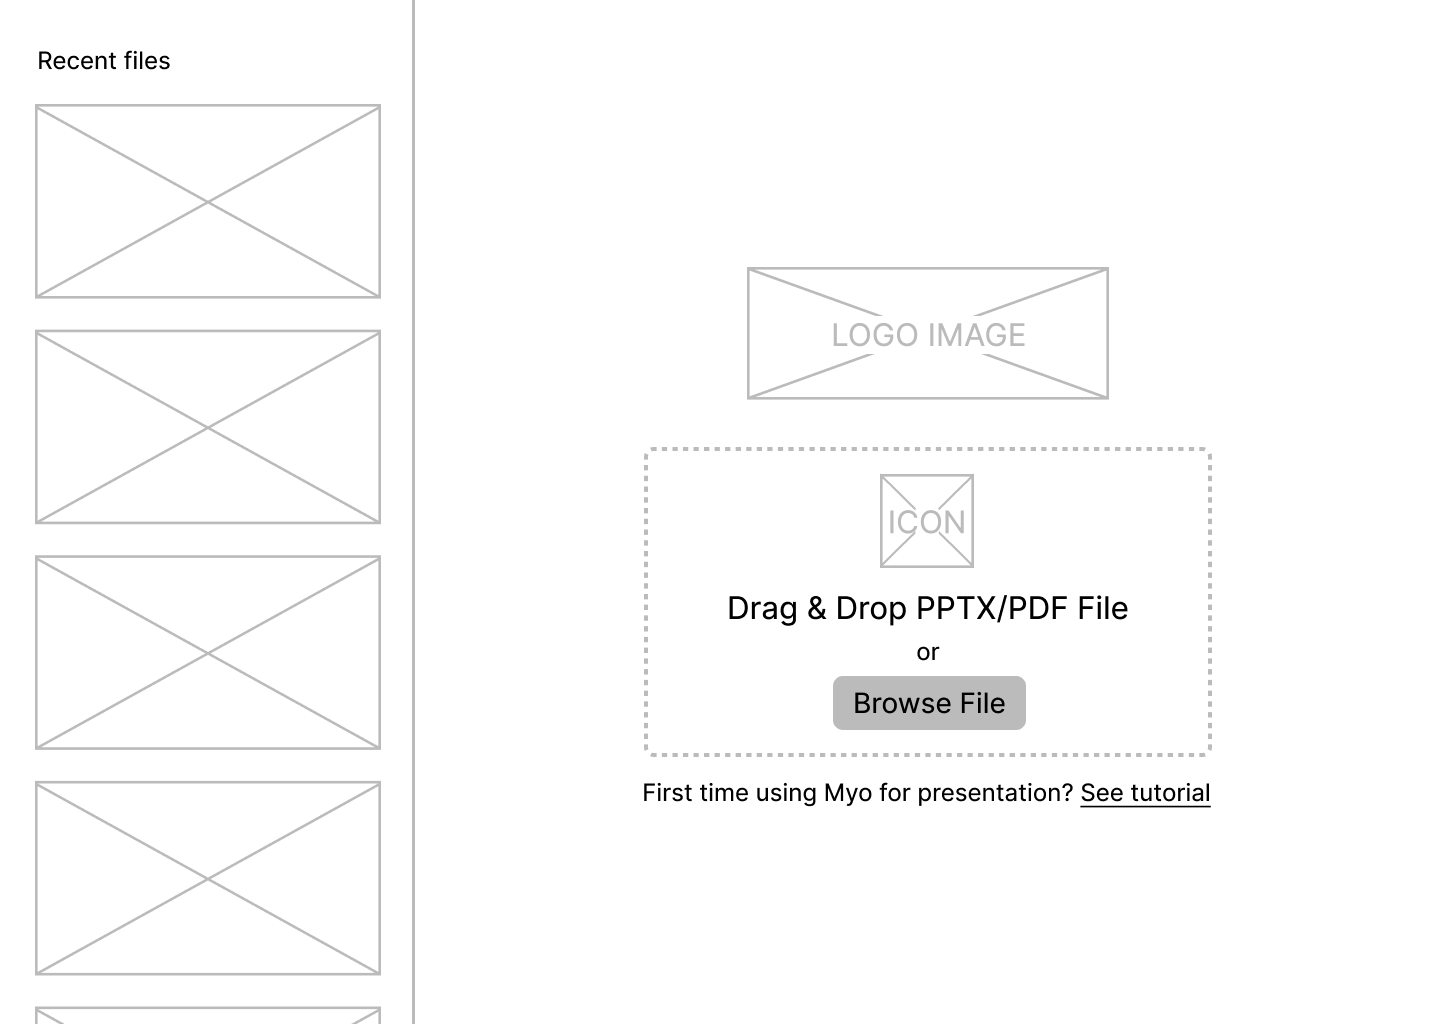 Recent files
LOGO IMAGE
ICON
Drag & Drop PPTX/PDF File
or
Browse File
First time using Myo for presentation? See tutorial